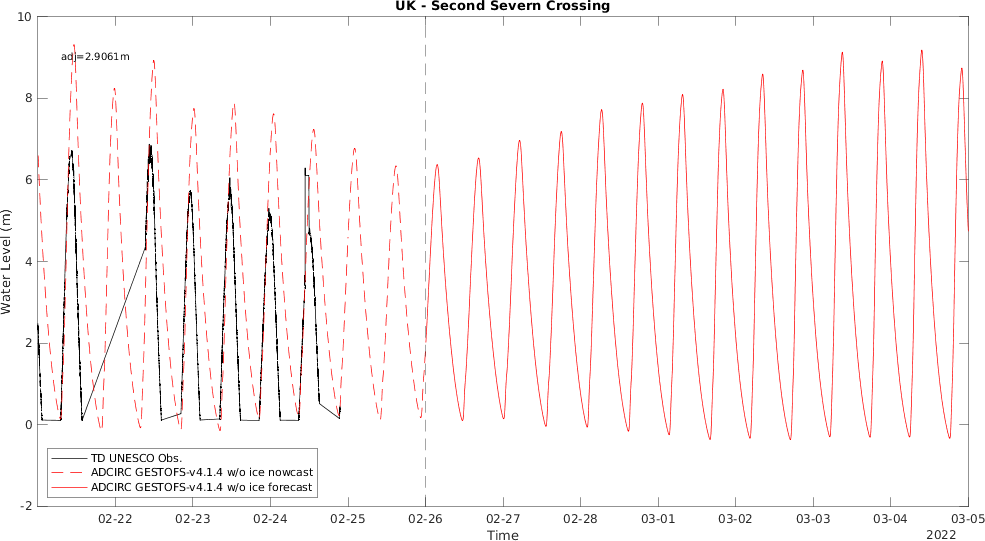 UK - Second Severn Crossing
10
8
6
4
2
0
-2
Water Level (m)
adj=2.9061m
TD UNESCO Obs.
ADCIRC GESTOFS-v4.1.4 w/o ice nowcast
ADCIRC GESTOFS-v4.1.4 w/o ice forecast
02-22 02-23 02-24 02-25 02-26 02-27 02-28 03-01 03-02 03-03 03-04 03-05
Time
2022